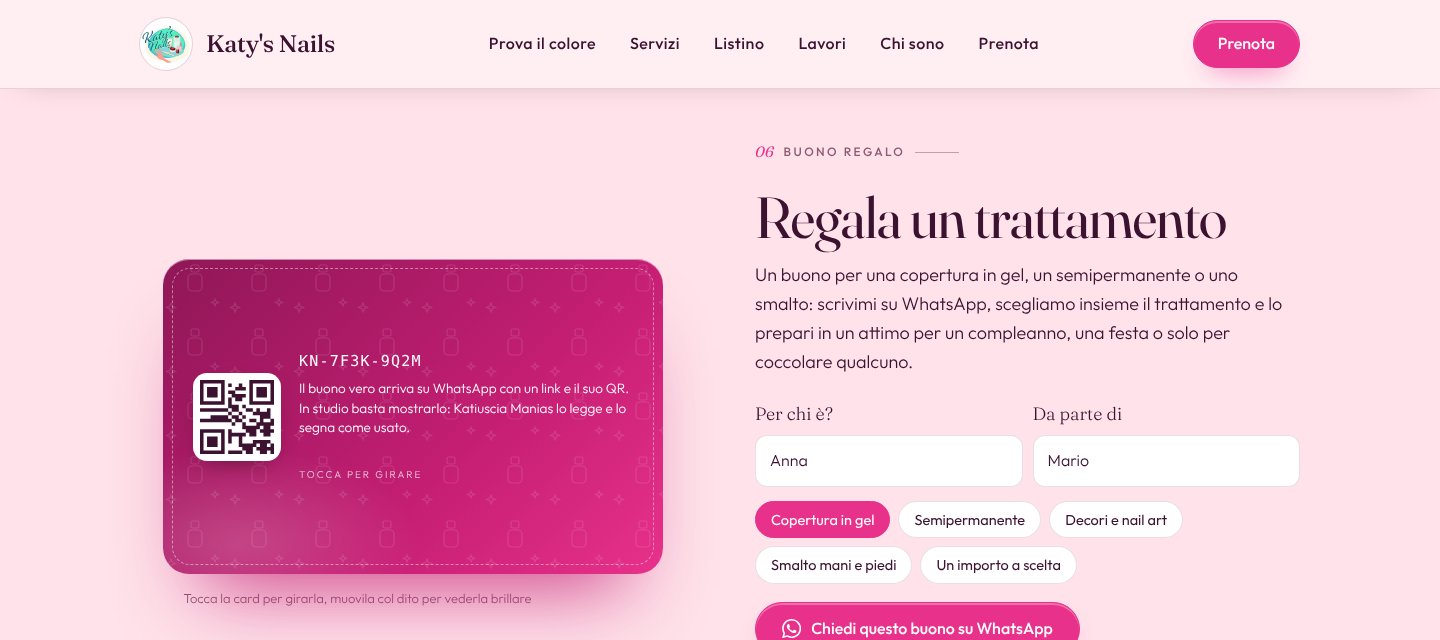 Katy's Nails
Katy's Nails
Prova il colore
Servizi
Listino
Lavori
Chi sono
Prenota
Prenota
06 BUONO REGALO
Regala un trattamento
Un buono per una copertura in gel, un semipermanente o uno
smalto: scrivimi su WhatsApp, scegliamo insieme il trattamento e lo
prepari in un attimo per un compleanno, una festa o solo per
coccolare qualcuno.
Per chi è?
Da parte di
Anna
Mario
Copertura in gel
Semipermanente
Decori e nail art
Smalto mani e piedi
Un importo a scelta
Chiedi questo buono su WhatsApp
KN-7F3K-9Q2M
Il buono vero arriva su WhatsApp con un link e il suo QR.
In studio basta mostrarlo: Katiuscia Manias lo legge e lo
segna come usato.
TOCCA PER GIRARE
Tocca la card per girarla, muovila col dito per vederla brillare